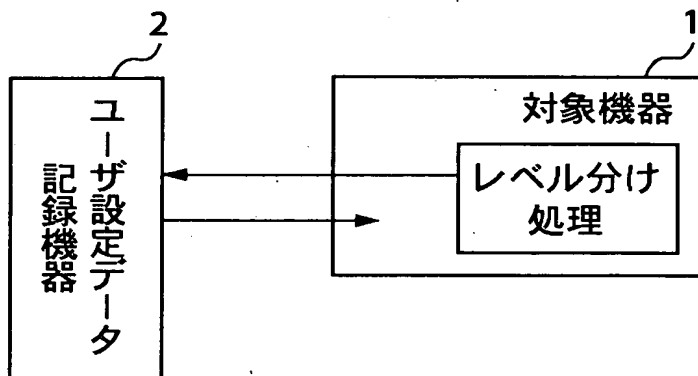 2
1
ユーザ設定データ
記録機器
対象機器
レベル分け
処理